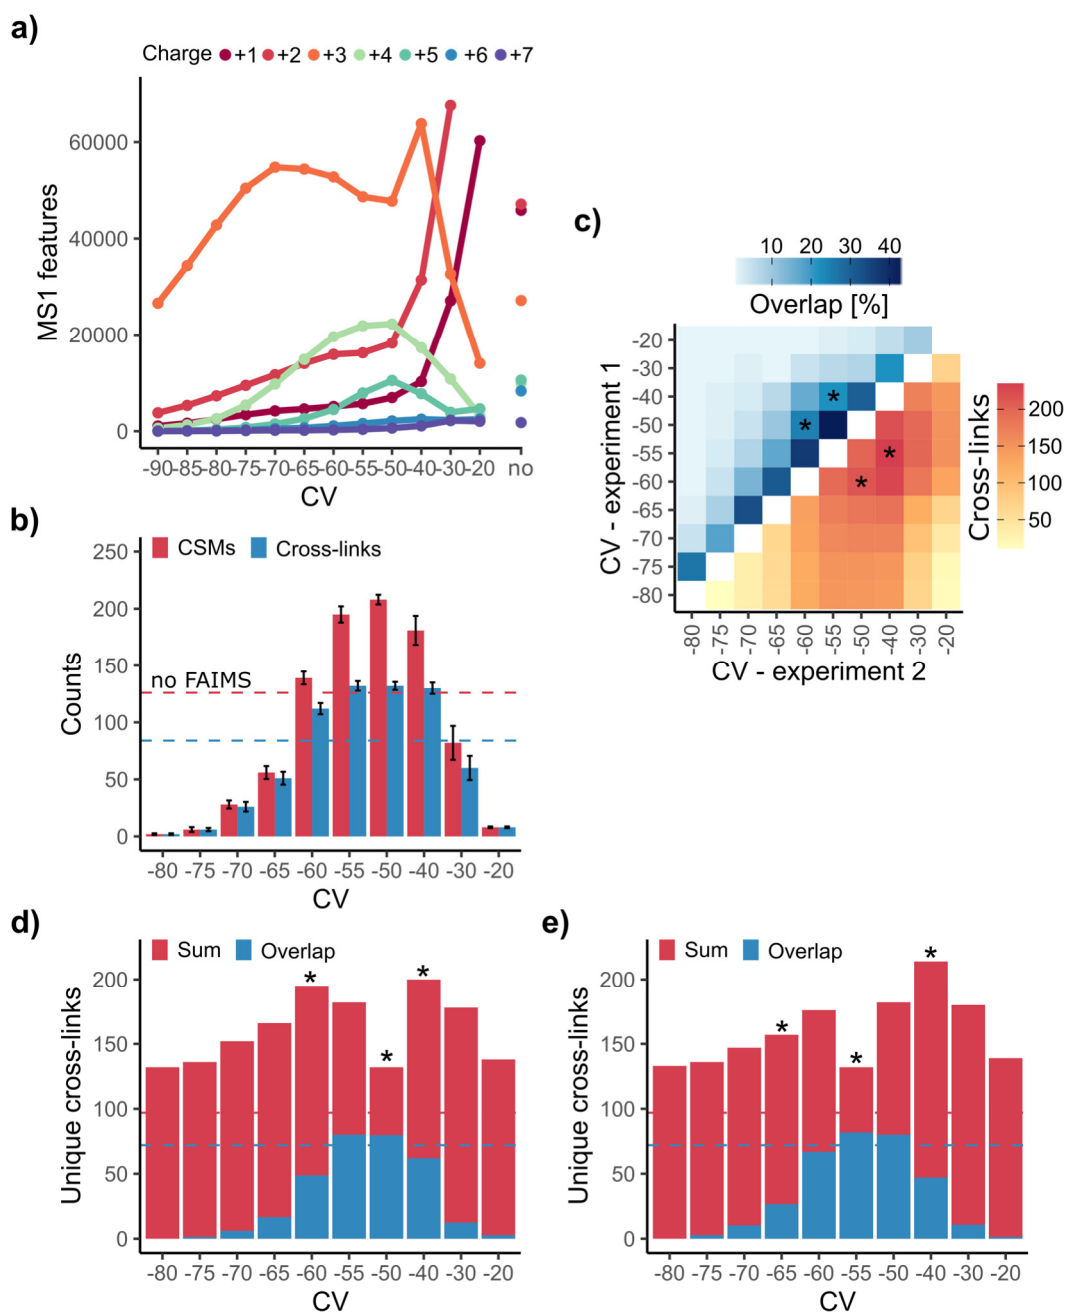 a)
Charge +1 +2 +3 +4 +5 +6 +7
MS1 features
60000
40000
20000
0
-90 -85 -80 -75 -70 -65 -60 -55 -50 -40 -30 -20 no
CV
b)
CSMs Cross-links
Counts
250
200
150
100
50
0
no FAIMS
-80 -75 -70 -65 -60 -55 -50 -40 -30 -20
CV
c)
10 20 30 40
Overlap [%]
CV - experiment 1
-20
-30
-40
-50
-55
-60
-65
-70
-75
-80
*
*
*
*
-80 -75 -70 -65 -60 -55 -50 -40 -30 -20
CV - experiment 2
Cross-links
200
150
100
50
d)
Sum Overlap
Unique cross-links
200
150
100
50
0
* * *
-80 -75 -70 -65 -60 -55 -50 -40 -30 -20
CV
e)
Sum Overlap
Unique cross-links
200
150
100
50
0
* * *
-80 -75 -70 -65 -60 -55 -50 -40 -30 -20
CV